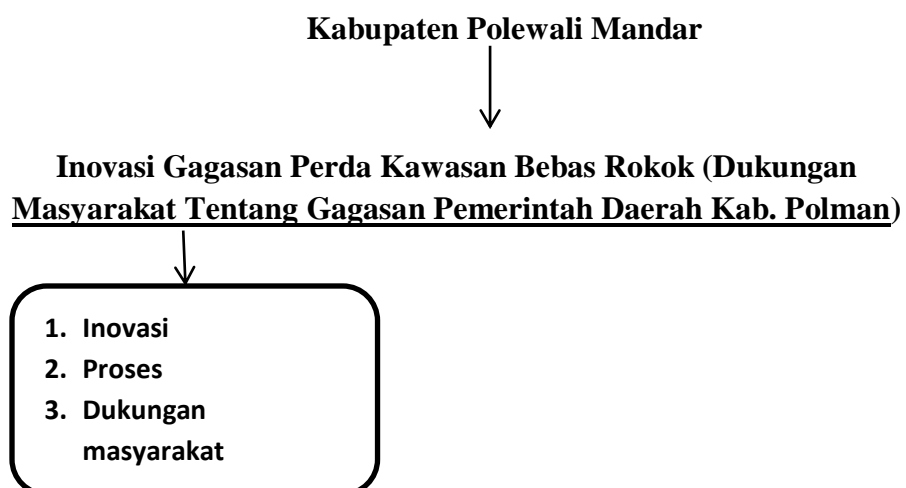 Kabupaten Polewali Mandar
Inovasi Gagasan Perda Kawasan Bebas Rokok (Dukungan
Masyarakat Tentang Gagasan Pemerintah Daerah Kab. Polman)
1. Inovasi
2. Proses
3. Dukungan
masyarakat